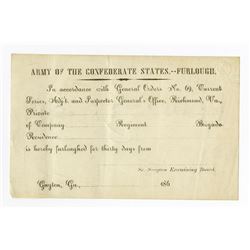 ARMY OF THE CONFEDERATE STATES.--FURLOUGH.
In accordance with General Orders No. 69, Current
Series, Adj't. and Inspector General's Office, Richmond, Va.,
Private
of Company Regiment Brigade
Residence
is hereby furloughed for thirty days from
Sr. Surgeon Examining Board.
Guyton, Ga., 186